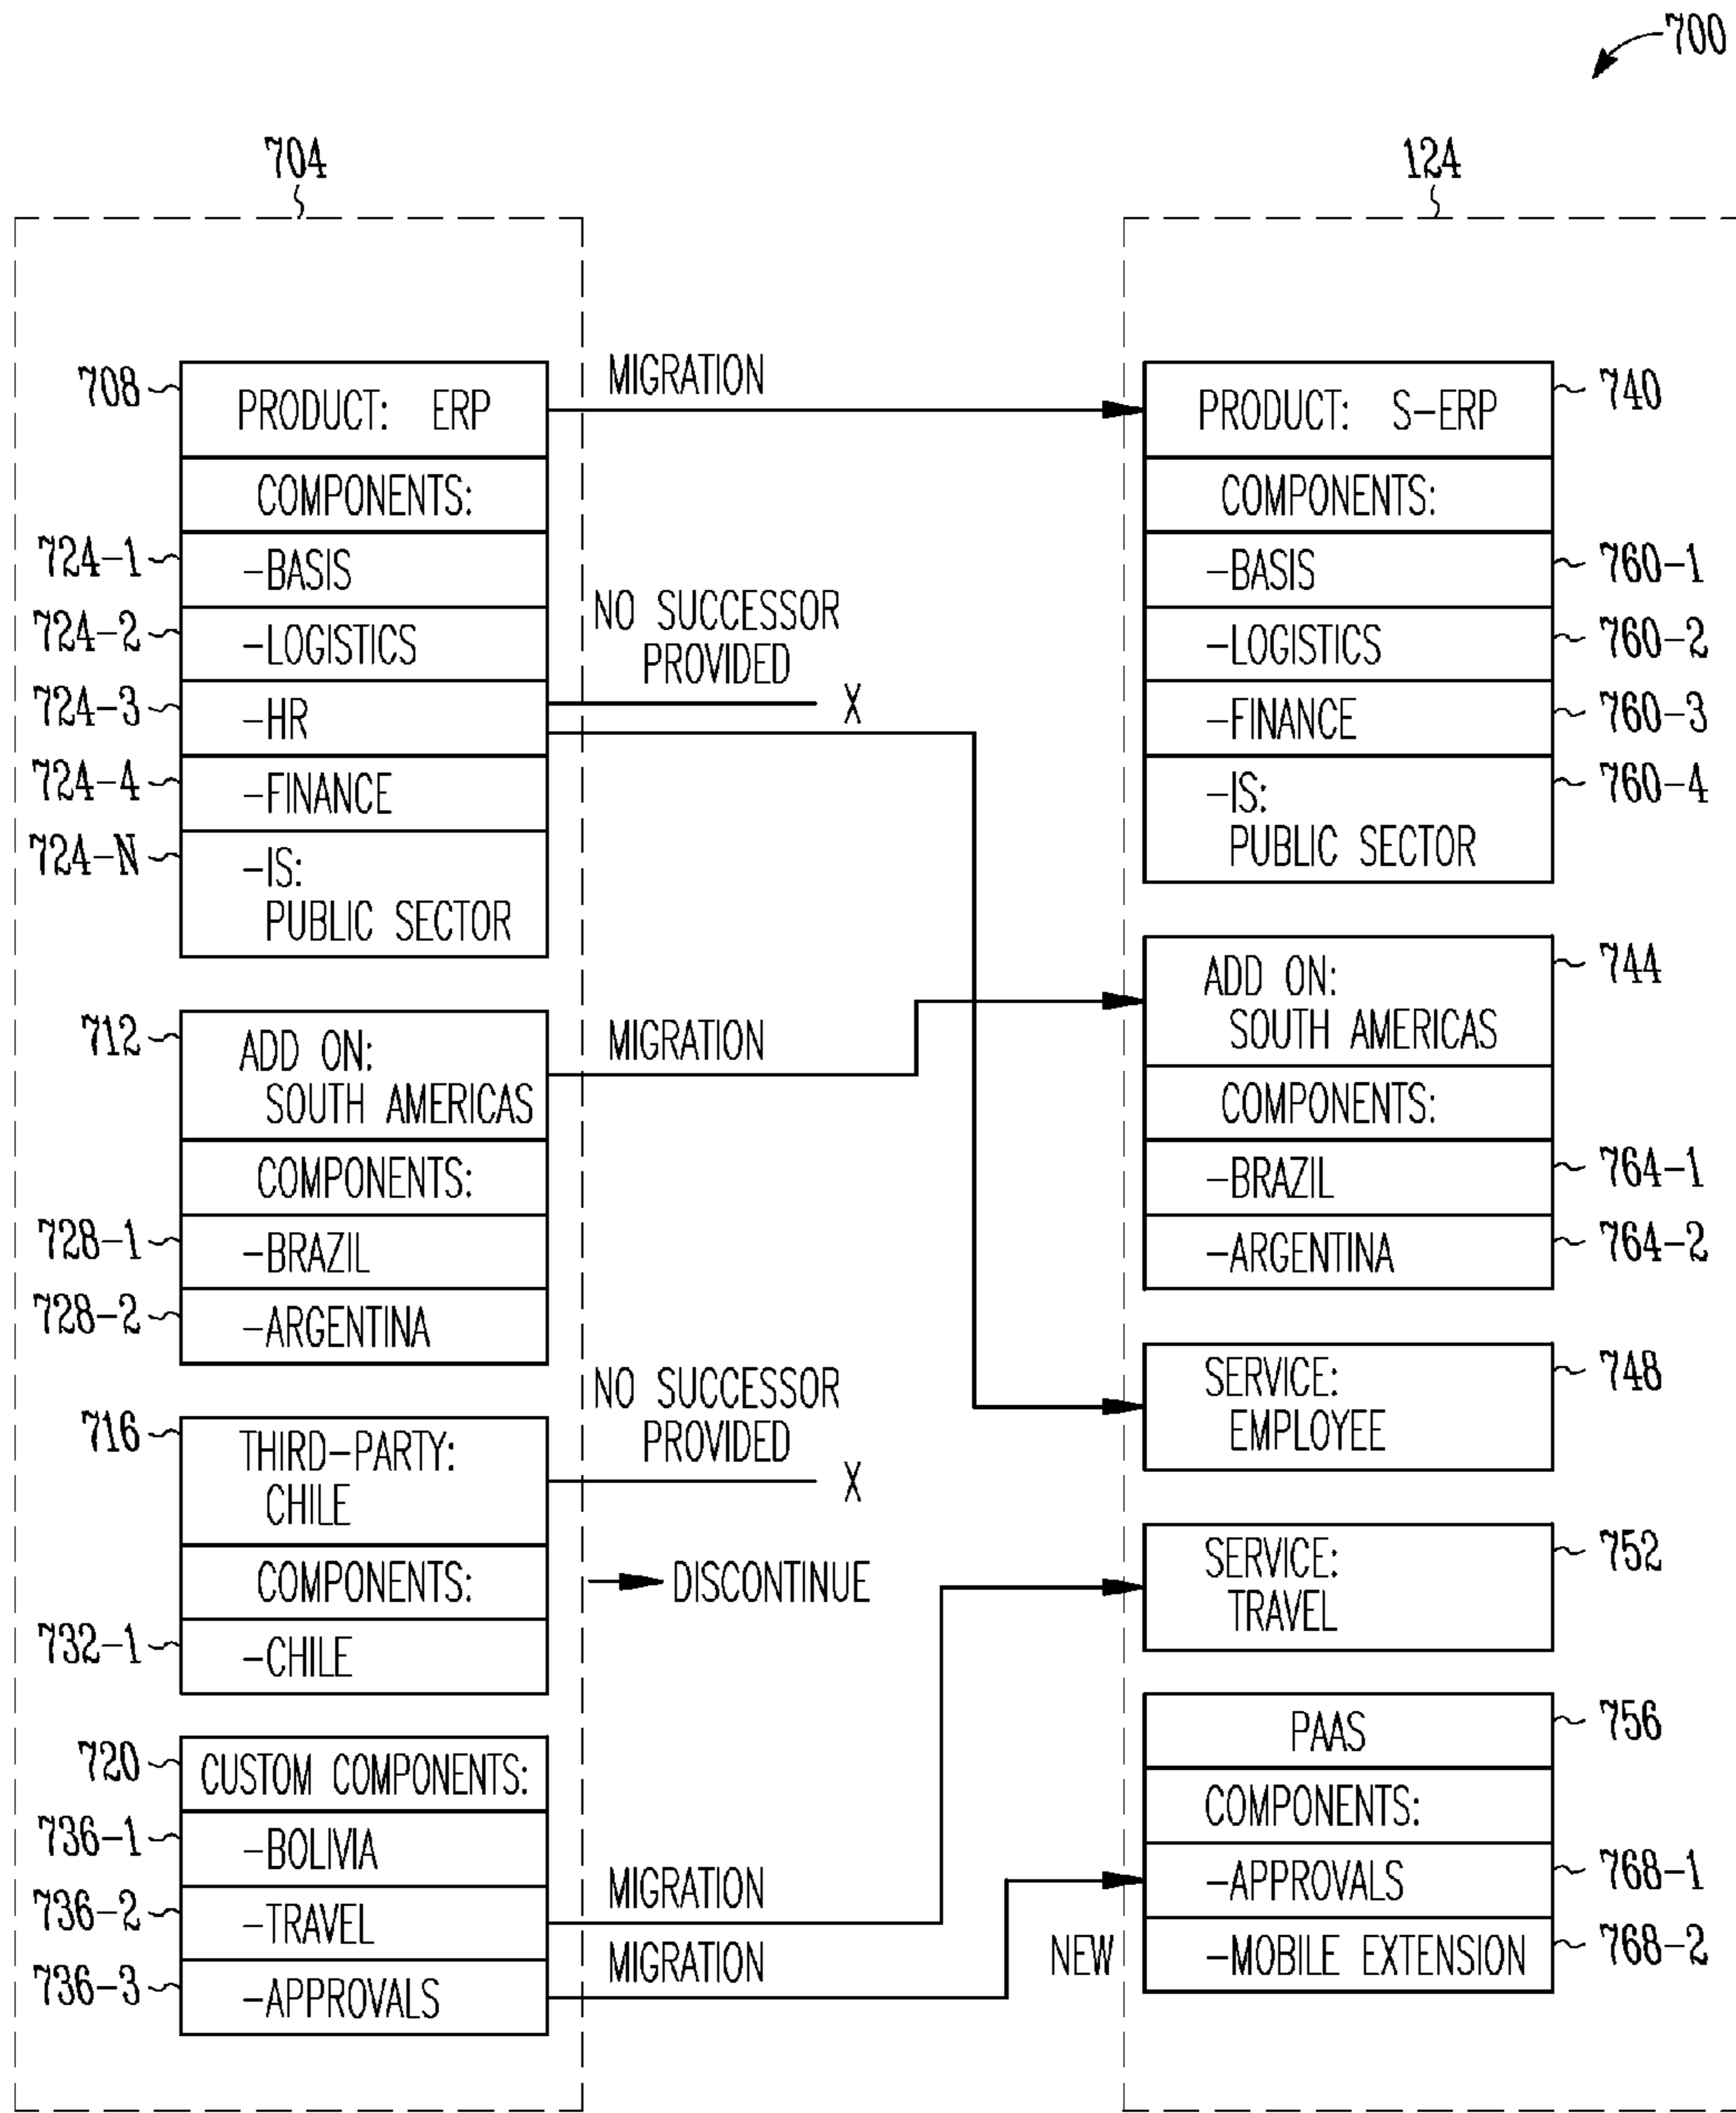 700
704
708
PRODUCT: ERP
COMPONENTS:
724-1
-BASIS
724-2
-LOGISTICS
724-3
-HR
724-4
-FINANCE
724-N
-IS:
PUBLIC SECTOR
712
ADD ON:
SOUTH AMERICAS
COMPONENTS:
728-1
-BRAZIL
728-2
-ARGENTINA
716
THIRD-PARTY:
CHILE
COMPONENTS:
732-1
-CHILE
720
CUSTOM COMPONENTS:
736-1
-BOLIVIA
736-2
-TRAVEL
736-3
-APPROVALS
MIGRATION
NO SUCCESSOR
PROVIDED
X
MIGRATION
NO SUCCESSOR
PROVIDED
X
DISCONTINUE
MIGRATION
MIGRATION
NEW
124
PRODUCT: S-ERP
740
COMPONENTS:
-BASIS
760-1
-LOGISTICS
760-2
-FINANCE
760-3
-IS:
PUBLIC SECTOR
760-4
ADD ON:
SOUTH AMERICAS
744
COMPONENTS:
-BRAZIL
764-1
-ARGENTINA
764-2
SERVICE:
EMPLOYEE
748
SERVICE:
TRAVEL
752
PAAS
756
COMPONENTS:
-APPROVALS
768-1
-MOBILE EXTENSION
768-2